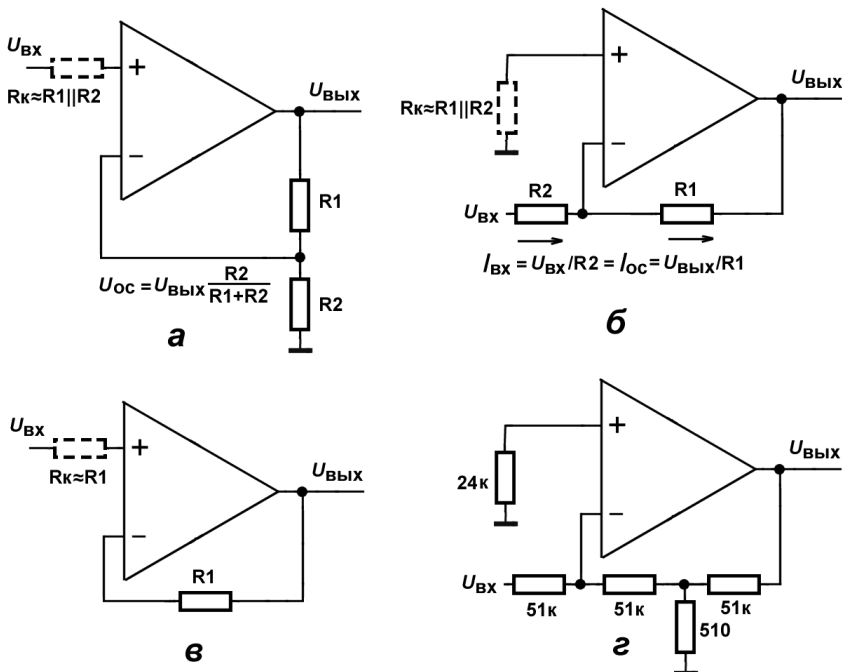 Uвх
+
Rк≈R1||R2
Uвых
−
R1
Uос = Uвых R2
R1+R2
R2
а
+
Rк≈R1||R2
Uвых
−
R2
R1
Uвх
Iвх = Uвх/R2 = Iос = Uвых/R1
б
Uвх
+
Rк≈R1
Uвых
−
R1
в
+
24к
Uвых
−
Uвх
51к
51к
51к
510
г